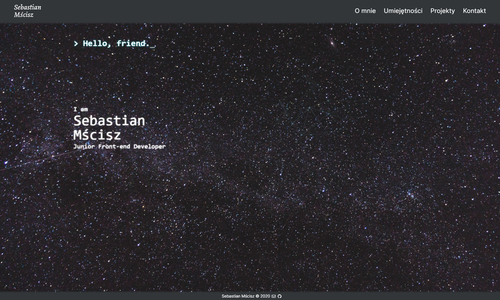 Sebastian
Mścisz
O mnie Umiejętności Projekty Kontakt
> Hello, friend._
I am
Sebastian
Mścisz
Junior Front-end Developer
Sebastian Mścisz © 2020